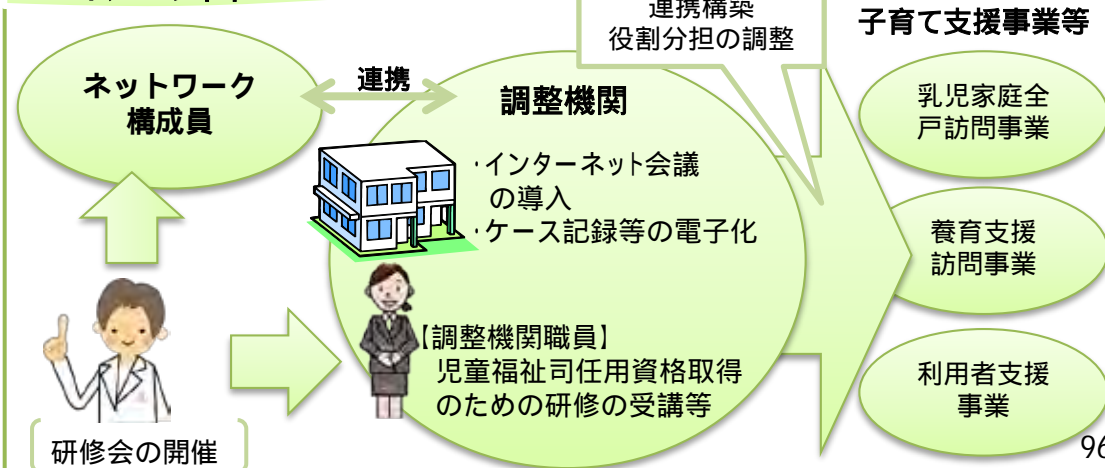 連携構築
役割分担の調整
子育て支援事業等
ネットワーク
構成員
連携
調整機関
・インターネット会議
の導入
・ケース記録等の電子化
【調整機関職員】
児童福祉司任用資格取得
のための研修の受講等
研修会の開催
乳児家庭全
戸訪問事業
養育支援
訪問事業
利用者支援
事業
96